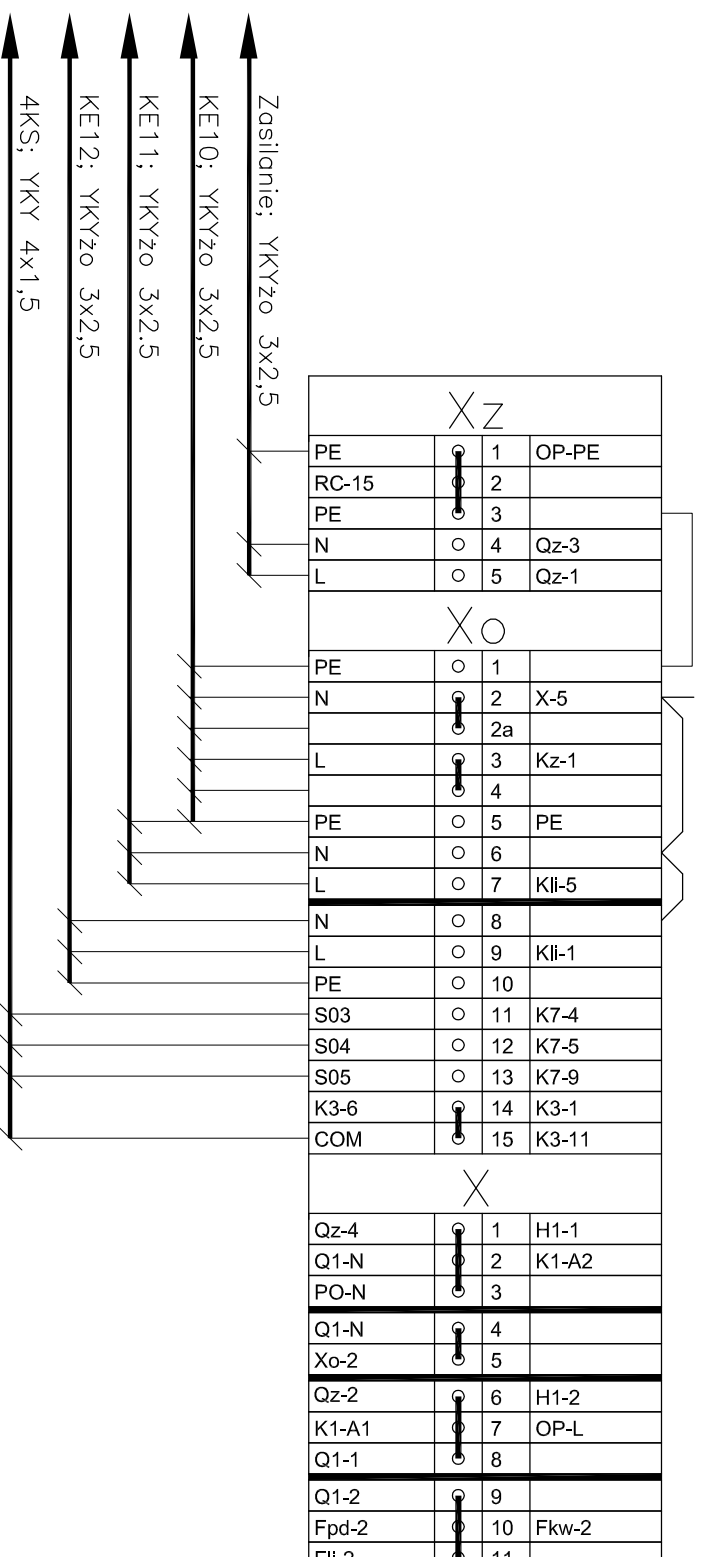 Zasilanie; YKYżo 3x2,5
KE10; YKYżo 3x2,5
KE11; YKYżo 3x2.5
KE12; YKYżo 3x2,5
4KS; YKY 4x1,5
Xz
PE 1 OP-PE
RC-15 2
PE 3
N 4 Qz-3
L 5 Qz-1
Xo
PE 1
N 2 X-5
2a
L 3 Kz-1
4
PE 5 PE
N 6
L 7 Kli-5
N 8
L 9 Kli-1
PE 10
S03 11 K7-4
S04 12 K7-5
S05 13 K7-9
K3-6 14 K3-1
COM 15 K3-11
X
Qz-4 1 H1-1
Q1-N 2 K1-A2
PO-N 3
Q1-N 4
Xo-2 5
Qz-2 6 H1-2
K1-A1 7 OP-L
Q1-1 8
Q1-2 9
Fpd-2 10 Fkw-2
11